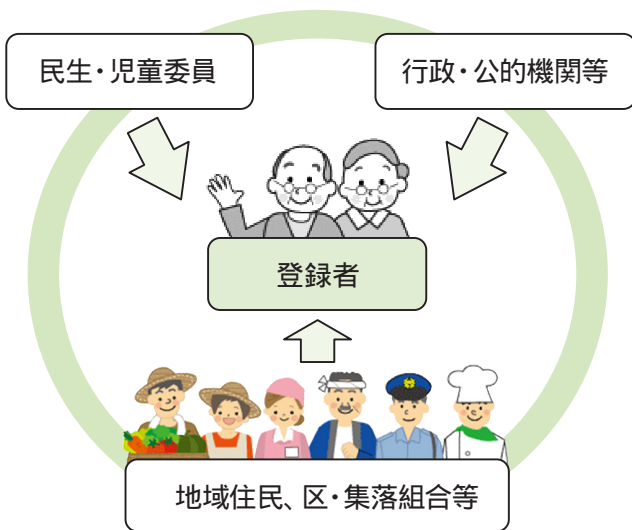 民生・児童委員
行政・公的機関等
登録者
地域住民、区・集落組合等